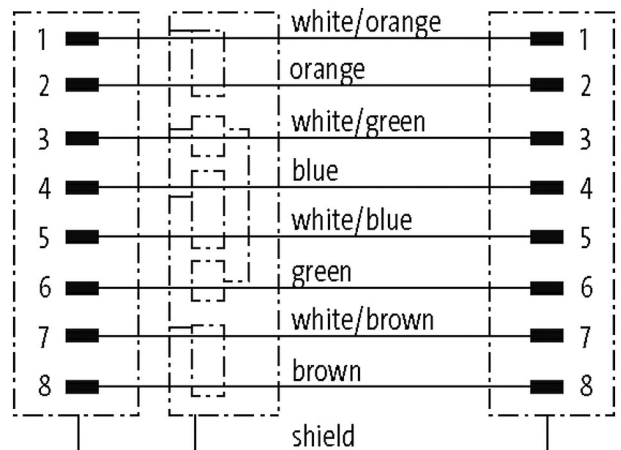 1 white/orange 1
2 orange 2
3 white/green 3
4 blue 4
5 white/blue 5
6 green 6
7 white/brown 7
8 brown 8
shield